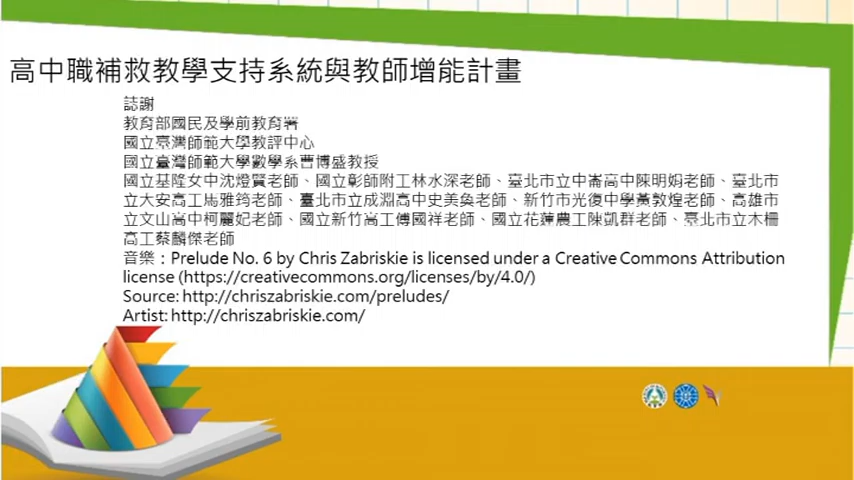 高中職補救教學支持系統與教師增能計畫
誌謝
教育部國民及學前教育署
國立臺灣師範大學教評中心
國立臺灣師範大學數學系曹博盛教授
國立基隆女中沈燈賢老師、國立彰師附工林水深老師、臺北市立中崙高中陳明娟老師、臺北市
立大安高工馬雅筠老師、臺北市立成淵高中史美奐老師、新竹市光復中學黃敦煌老師、高雄市
立文山高中柯麗妃老師、國立新竹高工傅國祥老師、國立花蓮農工陳凱群老師、臺北市立木柵
高工蔡麟傑老師
音樂：Prelude No. 6 by Chris Zabriskie is licensed under a Creative Commons Attribution
license (https://creativecommons.org/licenses/by/4.0/)
Source: http://chriszabriskie.com/preludes/
Artist: http://chriszabriskie.com/